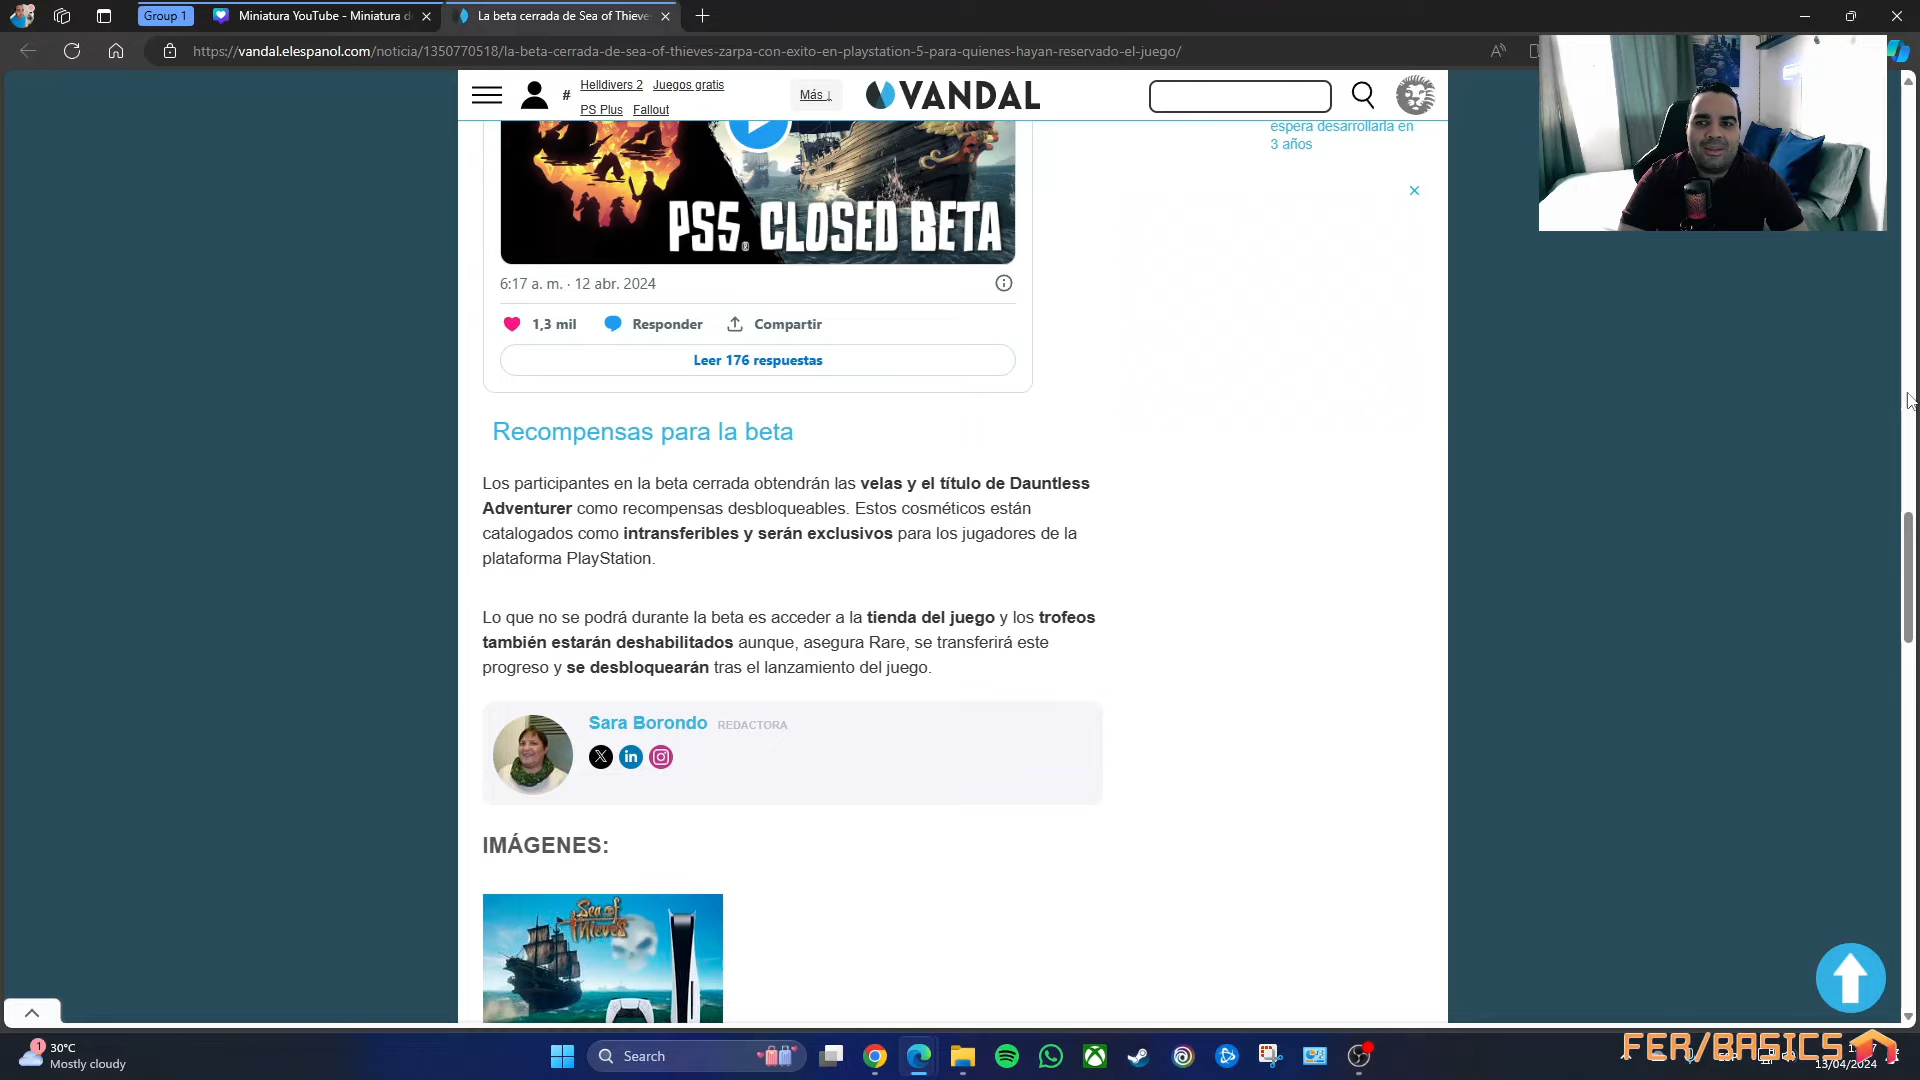 Group 1
Miniatura YouTube - Miniatura d
La beta cerrada de Sea of Thieve
https://vandal.elespanol.com/noticia/1350770518/la-beta-cerrada-de-sea-of-thieves-zarpa-con-exito-en-playstation-5-para-quienes-hayan-reservado-el-juego/
#
Helldivers 2 Juegos gratis
PS Plus Fallout
Más ↓
VANDAL
espera desarrollarla en
3 años
PS5. CLOSED BETA
6:17 a. m. · 12 abr. 2024
1,3 mil Responder Compartir
Leer 176 respuestas
Recompensas para la beta
Los participantes en la beta cerrada obtendrán las velas y el título de Dauntless
Adventurer como recompensas desbloqueables. Estos cosméticos están
catalogados como intransferibles y serán exclusivos para los jugadores de la
plataforma PlayStation.
Lo que no se podrá durante la beta es acceder a la tienda del juego y los trofeos
también estarán deshabilitados aunque, asegura Rare, se transferirá este
progreso y se desbloquearán tras el lanzamiento del juego.
Sara Borondo REDACTORA
IMÁGENES:
Sea of
Thieves
1
30°C
Mostly cloudy
Search
FER/BASICS
13/04/2024